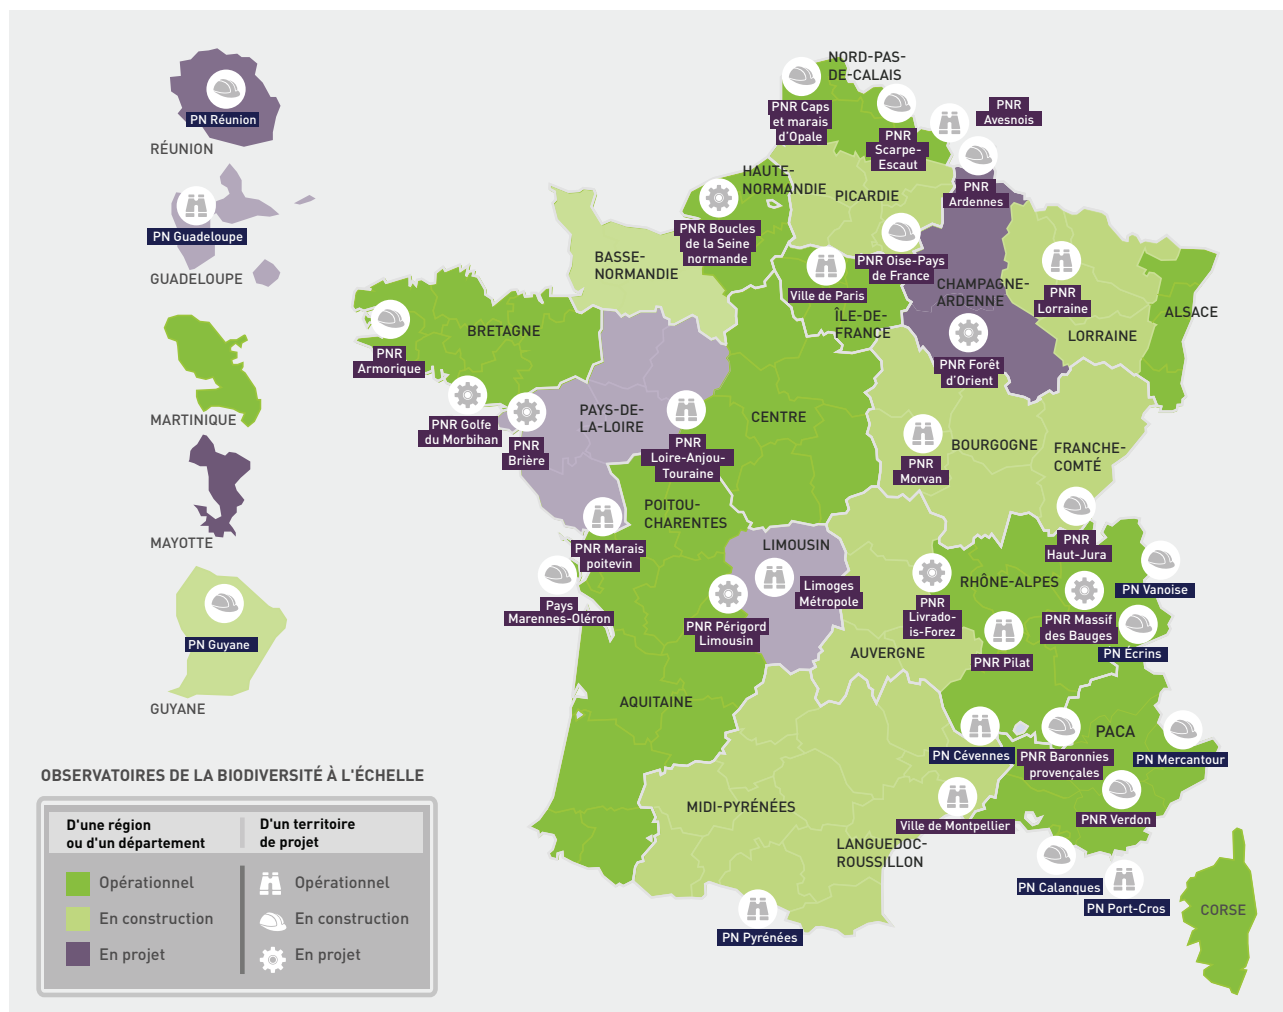 NORD-PAS-
DE-CALAIS
PNR Caps
et marais
d'Opale
PNR
Scarpe-
Escaut
PNR
Avesnois
PNR
Ardennes
PN Réunion
RÉUNION
PN Guadeloupe
GUADELOUPE
MARTINIQUE
MAYOTTE
PN Guyane
GUYANE
HAUTE-
NORMANDIE
PICARDIE
PNR Boucles
de la Seine
normande
PNR Oise-Pays
de France
BASSE-
NORMANDIE
Ville de Paris
ÎLE-DE-
FRANCE
CHAMPAGNE-
ARDENNE
PNR
Lorraine
LORRAINE
ALSACE
BRETAGNE
PNR
Armorique
PNR Forêt
d'Orient
PNR Golfe
du Morbihan
PNR
Brière
PAYS-DE-
LA-LOIRE
PNR
Loire-Anjou-
Touraine
CENTRE
PNR
Morvan
BOURGOGNE
FRANCHE-
COMTÉ
POITOU-
CHARENTES
PNR Marais
poitevin
LIMOUSIN
Limoges
Métropole
PNR
Haut-Jura
Pays
Marennes-Oléron
PNR Périgord
Limousin
PNR
Livrado-
is-Forez
RHÔNE-ALPES
PN Vanoise
PNR Massif
des Bauges
PN Écrins
PNR Pilat
AUVERGNE
AQUITAINE
PN Cévennes
PNR Baronnies
provençales
PACA
PN Mercantour
MIDI-PYRÉNÉES
Ville de Montpellier
PNR Verdon
LANGUEDOC-
ROUSSILLON
PN Calanques
PN Port-Cros
PN Pyrénées
CORSE
OBSERVATOIRES DE LA BIODIVERSITÉ À L'ÉCHELLE
D'une région
ou d'un département
D'un territoire
de projet
Opérationnel
Opérationnel
En construction
En construction
En projet
En projet